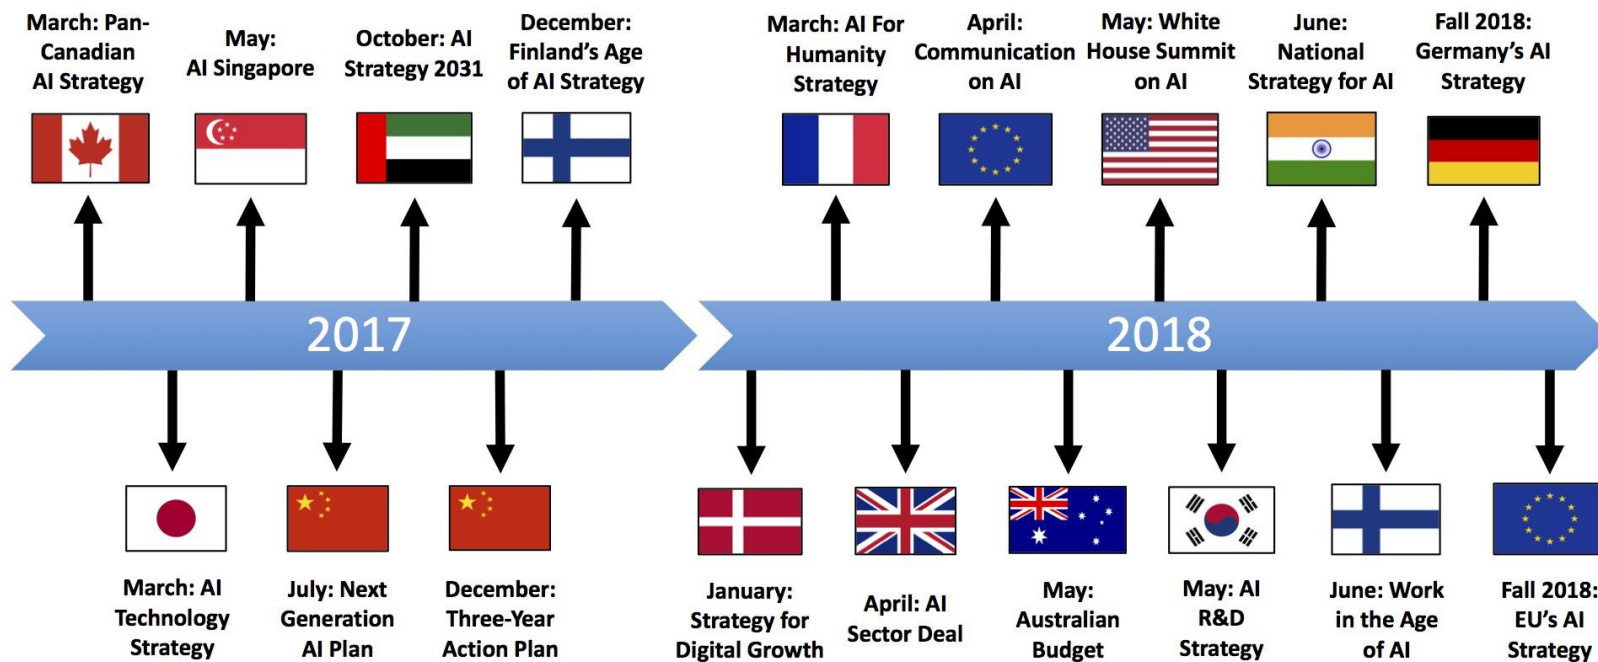 March: Pan-
Canadian
AI Strategy
May:
AI Singapore
October: AI
Strategy 2031
December:
Finland’s Age
of AI Strategy
March: AI For
Humanity
Strategy
April:
Communication
on AI
May: White
House Summit
on AI
June:
National
Strategy for AI
Fall 2018:
Germany’s AI
Strategy
2017
2018
March: AI
Technology
Strategy
July: Next
Generation
AI Plan
December:
Three-Year
Action Plan
January:
Strategy for
Digital Growth
April: AI
Sector Deal
May:
Australian
Budget
May: AI
R&D
Strategy
June: Work
in the Age
of AI
Fall 2018:
EU’s AI
Strategy